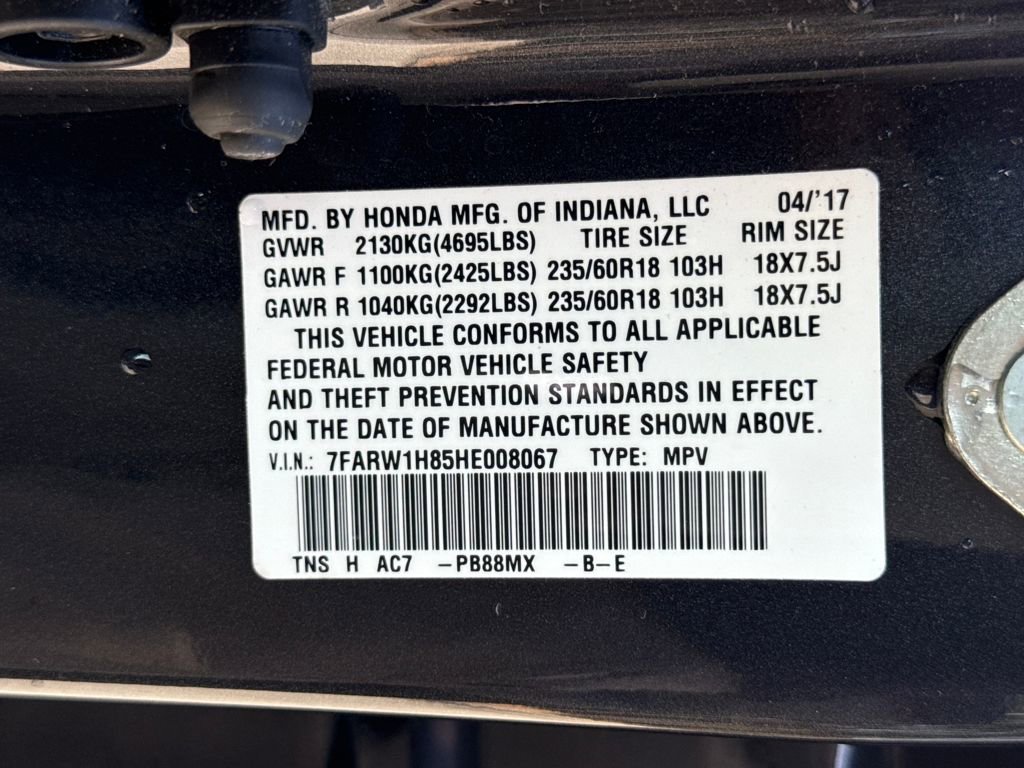 MFD. BY HONDA MFG. OF INDIANA, LLC 04/'17
GVWR 2130KG(4695LBS) TIRE SIZE RIM SIZE
GAWR F 1100KG(2425LBS) 235/60R18 103H 18X7.5J
GAWR R 1040KG(2292LBS) 235/60R18 103H 18X7.5J
THIS VEHICLE CONFORMS TO ALL APPLICABLE
FEDERAL MOTOR VEHICLE SAFETY
AND THEFT PREVENTION STANDARDS IN EFFECT
ON THE DATE OF MANUFACTURE SHOWN ABOVE.
V.I.N.: 7FARW1H85HE008067 TYPE: MPV
TNS H AC7 -PB88MX -B-E